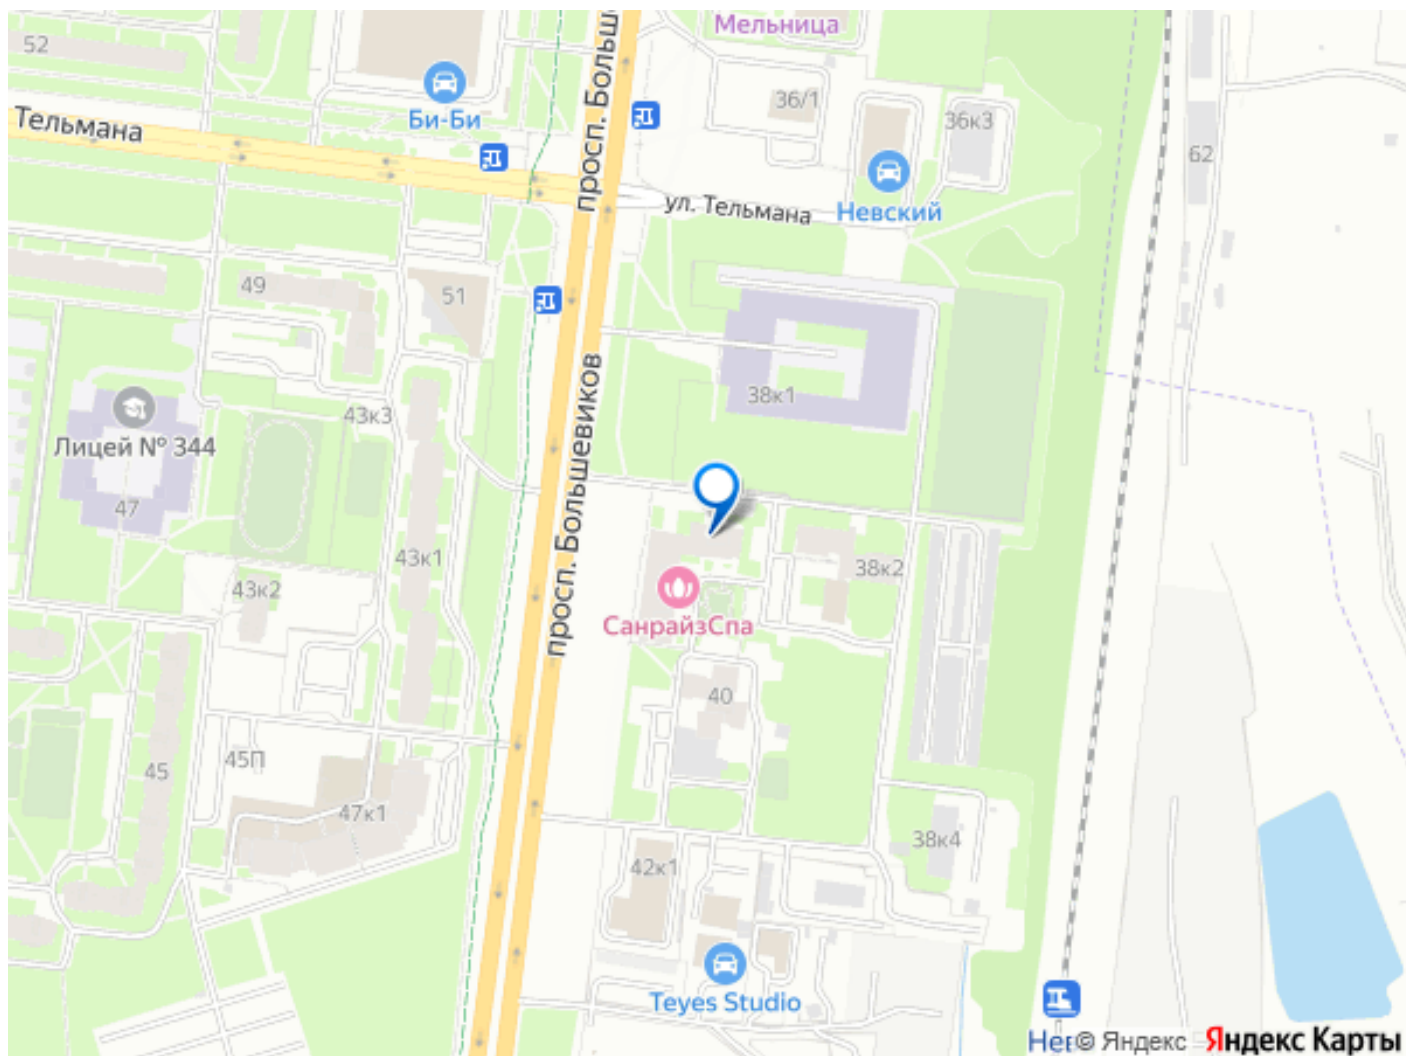 Мельница
52
36/1
Би-Би
36к3
Тельмана
просп. Больш
62
ул. Тельмана
Невский
49
51
38к1
43к3
Лицей № 344
просп. Большевиков
47
43к1
38к2
43к2
СанрайзСпа
40
45П
45
47к1
38к4
42к1
Teyes Studio
Нев
© Яндекс Яндекс Карты